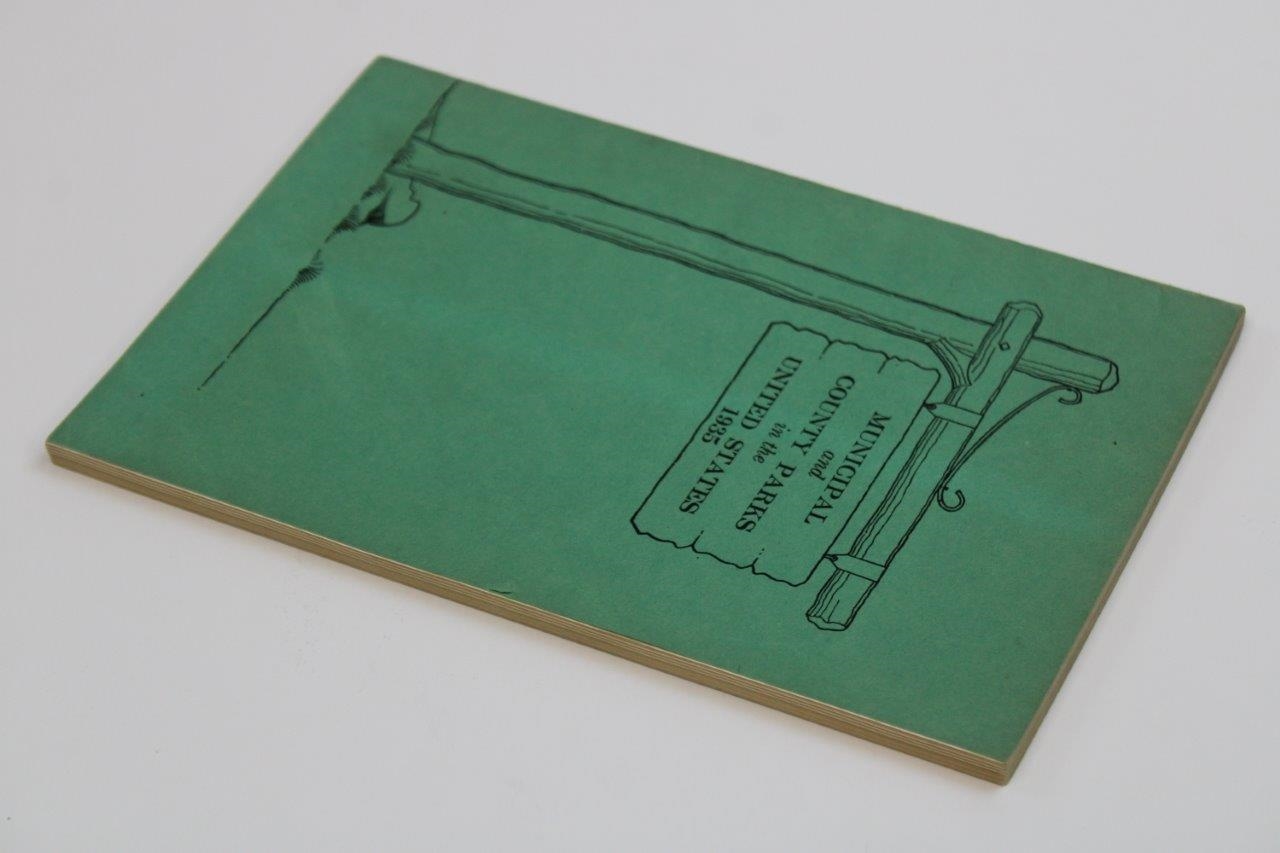 MUNICIPAL
and
COUNTY PARKS
in the
UNITED STATES
1935